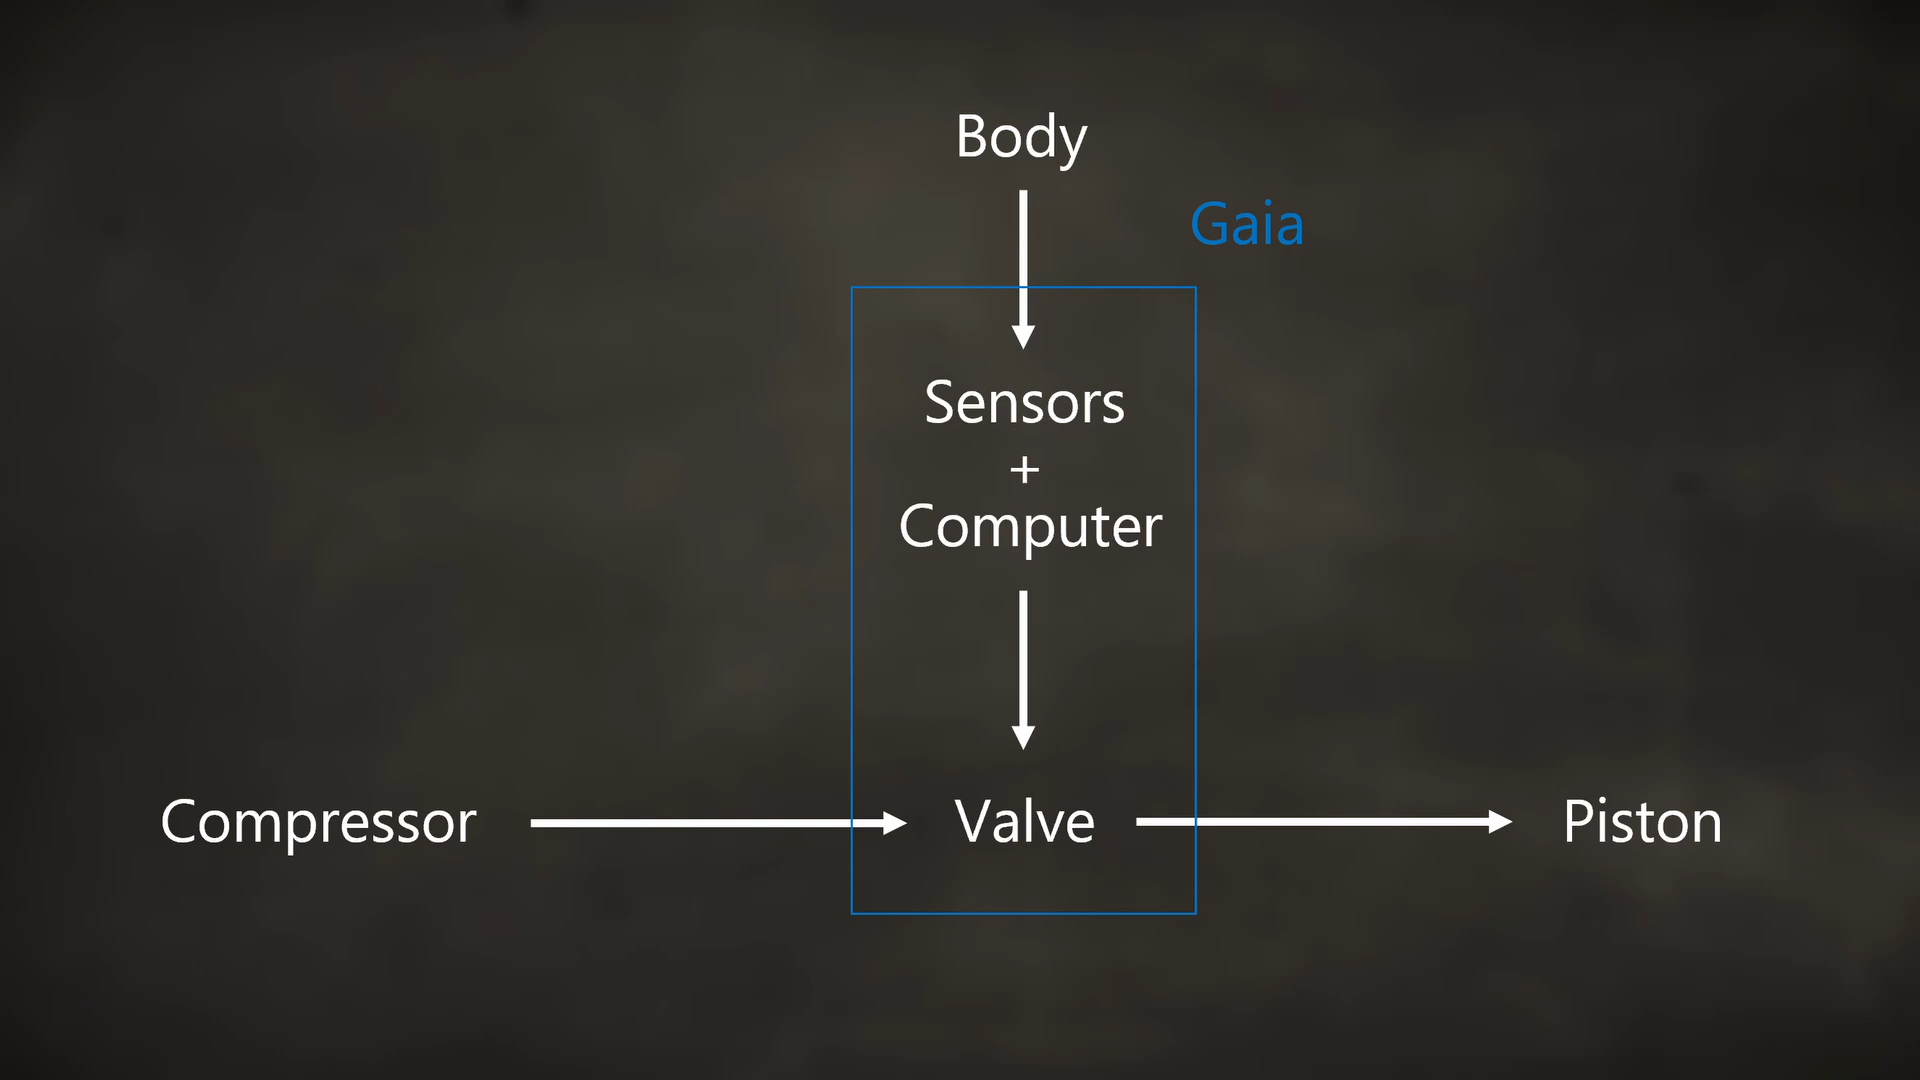 Body
Gaia
Sensors
+
Computer
Compressor
Valve
Piston